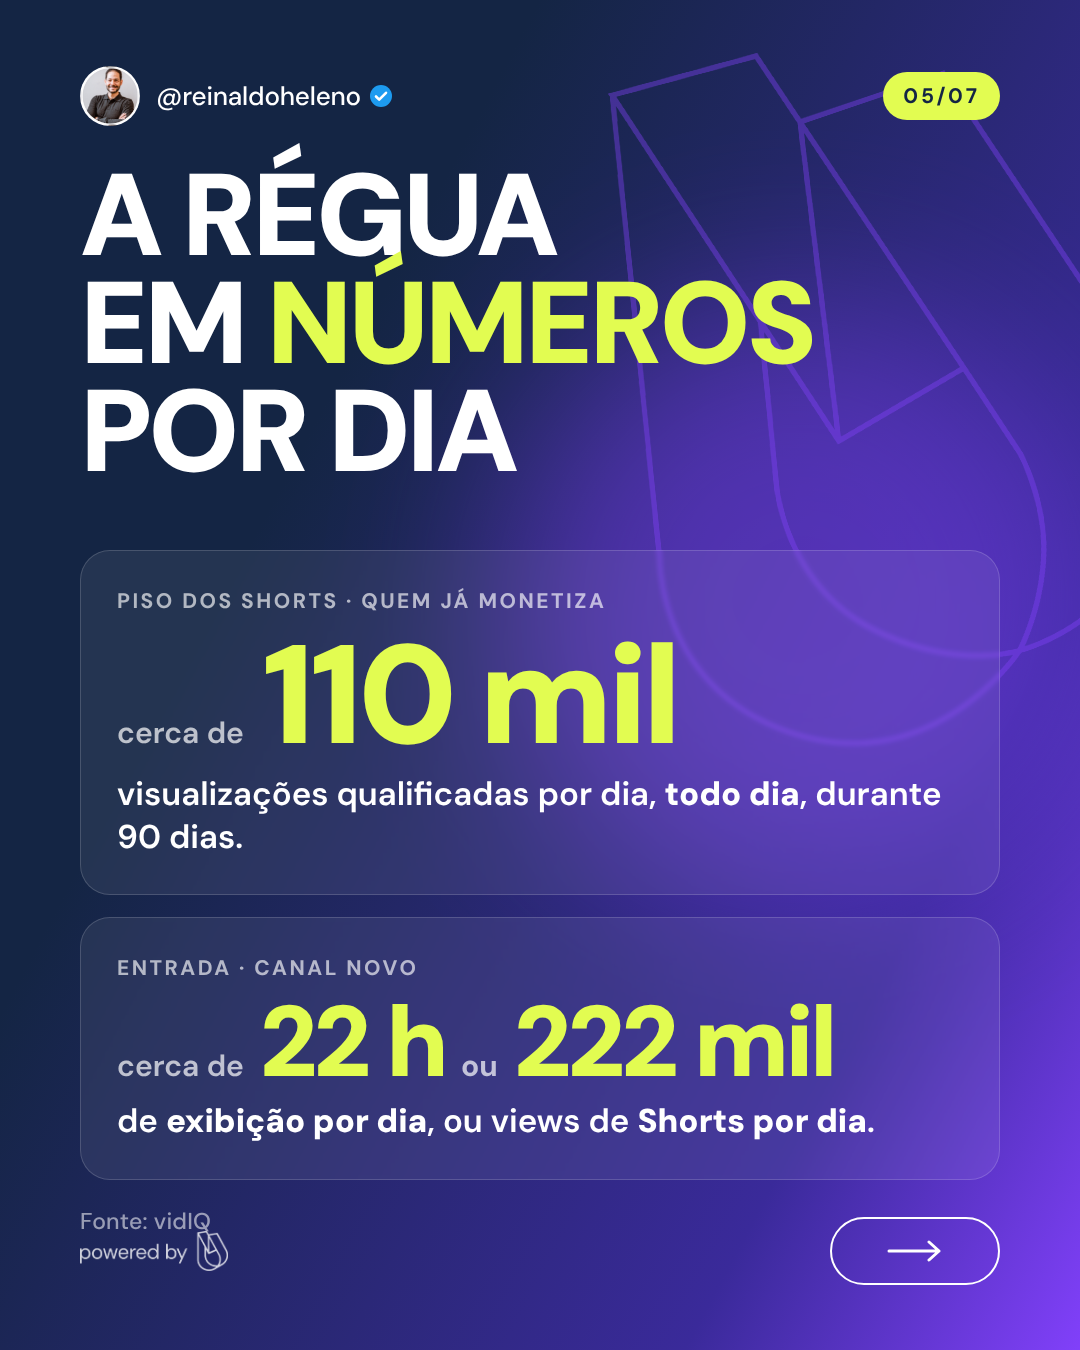 @reinaldoheleno
05/07
A RÉGUA
EM NÚMEROS
POR DIA
PISO DOS SHORTS · QUEM JÁ MONETIZA
cerca de 110 mil
visualizações qualificadas por dia, todo dia, durante
90 dias.
ENTRADA · CANAL NOVO
cerca de 22 h ou 222 mil
de exibição por dia, ou views de Shorts por dia.
Fonte: vidIQ
powered by